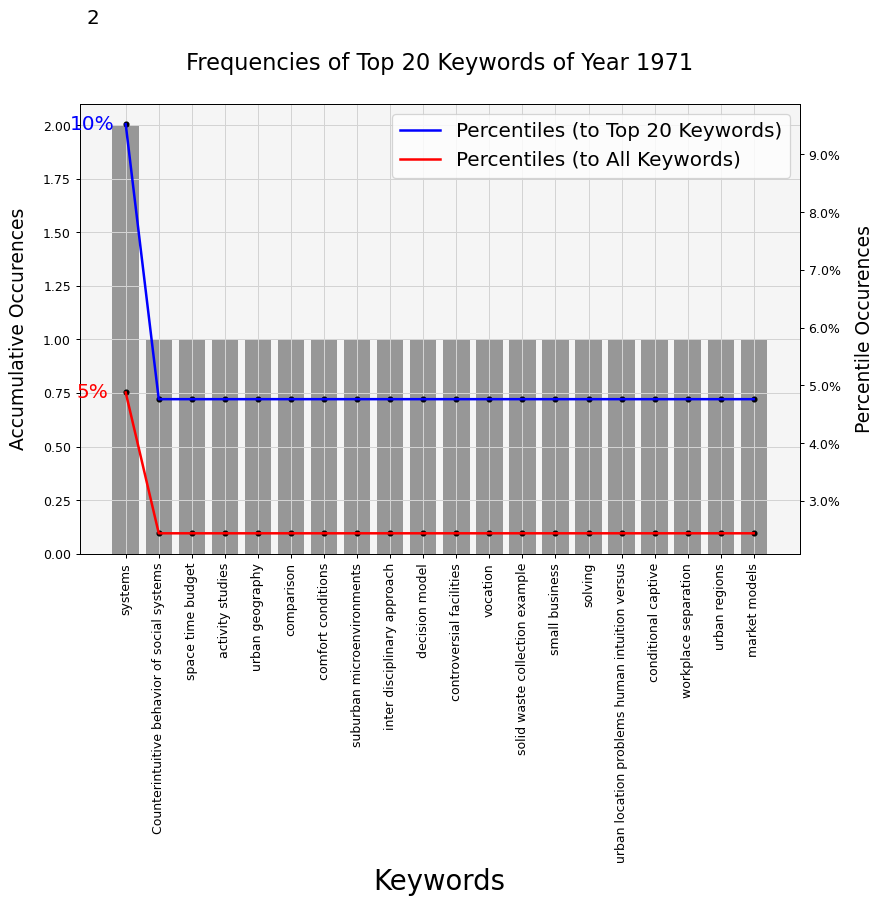 2
Frequencies of Top 20 Keywords of Year 1971
Percentiles (to Top 20 Keywords)
Percentiles (to All Keywords)
10%
5%
Accumulative Occurences
2.00
1.75
1.50
1.25
1.00
0.75
0.50
0.25
0.00
9.0%
8.0%
7.0%
6.0%
5.0%
4.0%
3.0%
Percentile Occurences
systems
Counterintuitive behavior of social systems
space time budget
activity studies
urban geography
comparison
comfort conditions
suburban microenvironments
inter disciplinary approach
decision model
controversial facilities
vocation
solid waste collection example
small business
solving
urban location problems human intuition versus
conditional captive
workplace separation
urban regions
market models
Keywords